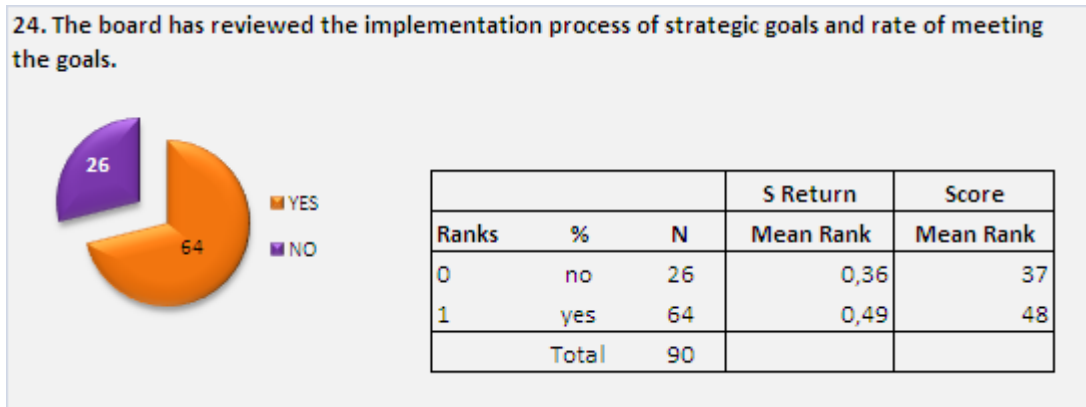 24. The board has reviewed the implementation process of strategic goals and rate of meeting
the goals.
26
64
YES
NO
S Return Score
Ranks % N Mean Rank Mean Rank
0 no 26 0,36 37
1 yes 64 0,49 48
Total 90